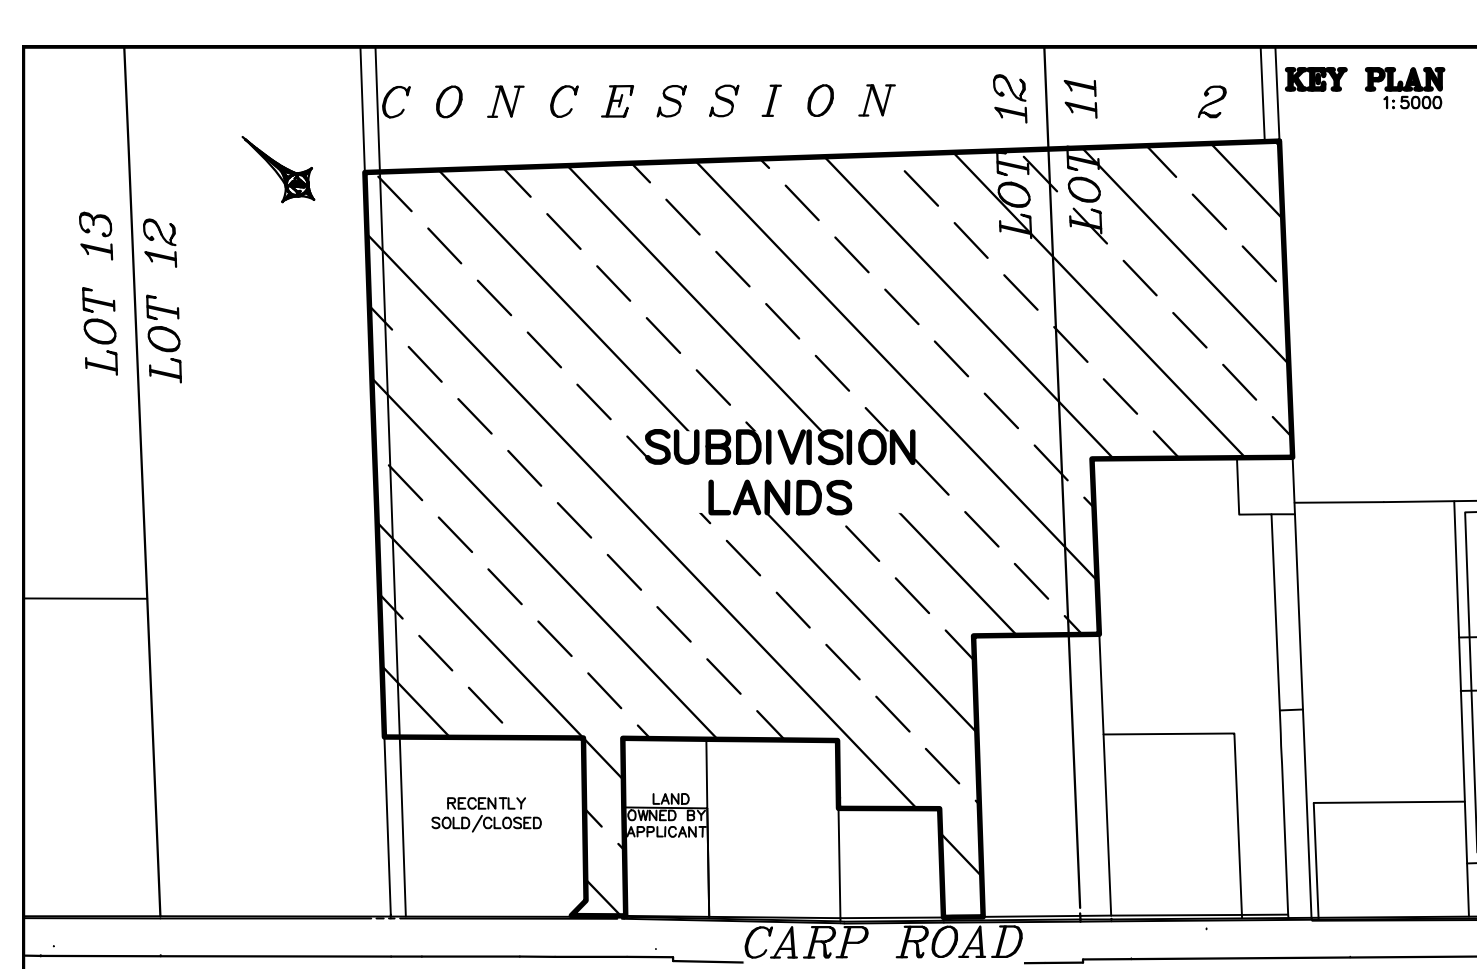 CONCESSION 2
KEY PLAN
1:5000
LOT 13
LOT 12
LOT 12
LOT 11
SUBDIVISION
LANDS
RECENTLY
SOLD/CLOSED
LAND
OWNED BY
APPLICANT
CARP ROAD